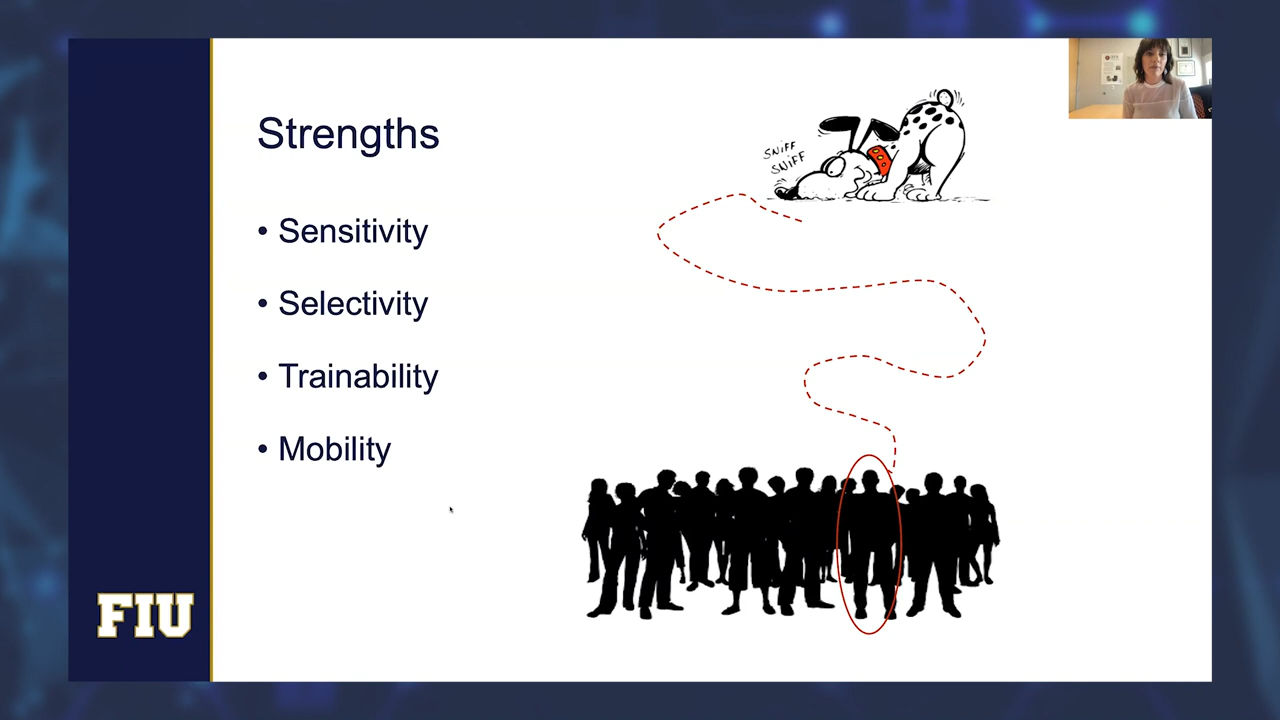 Strengths
• Sensitivity
• Selectivity
• Trainability
• Mobility
SNIFF
SNIFF
FIU